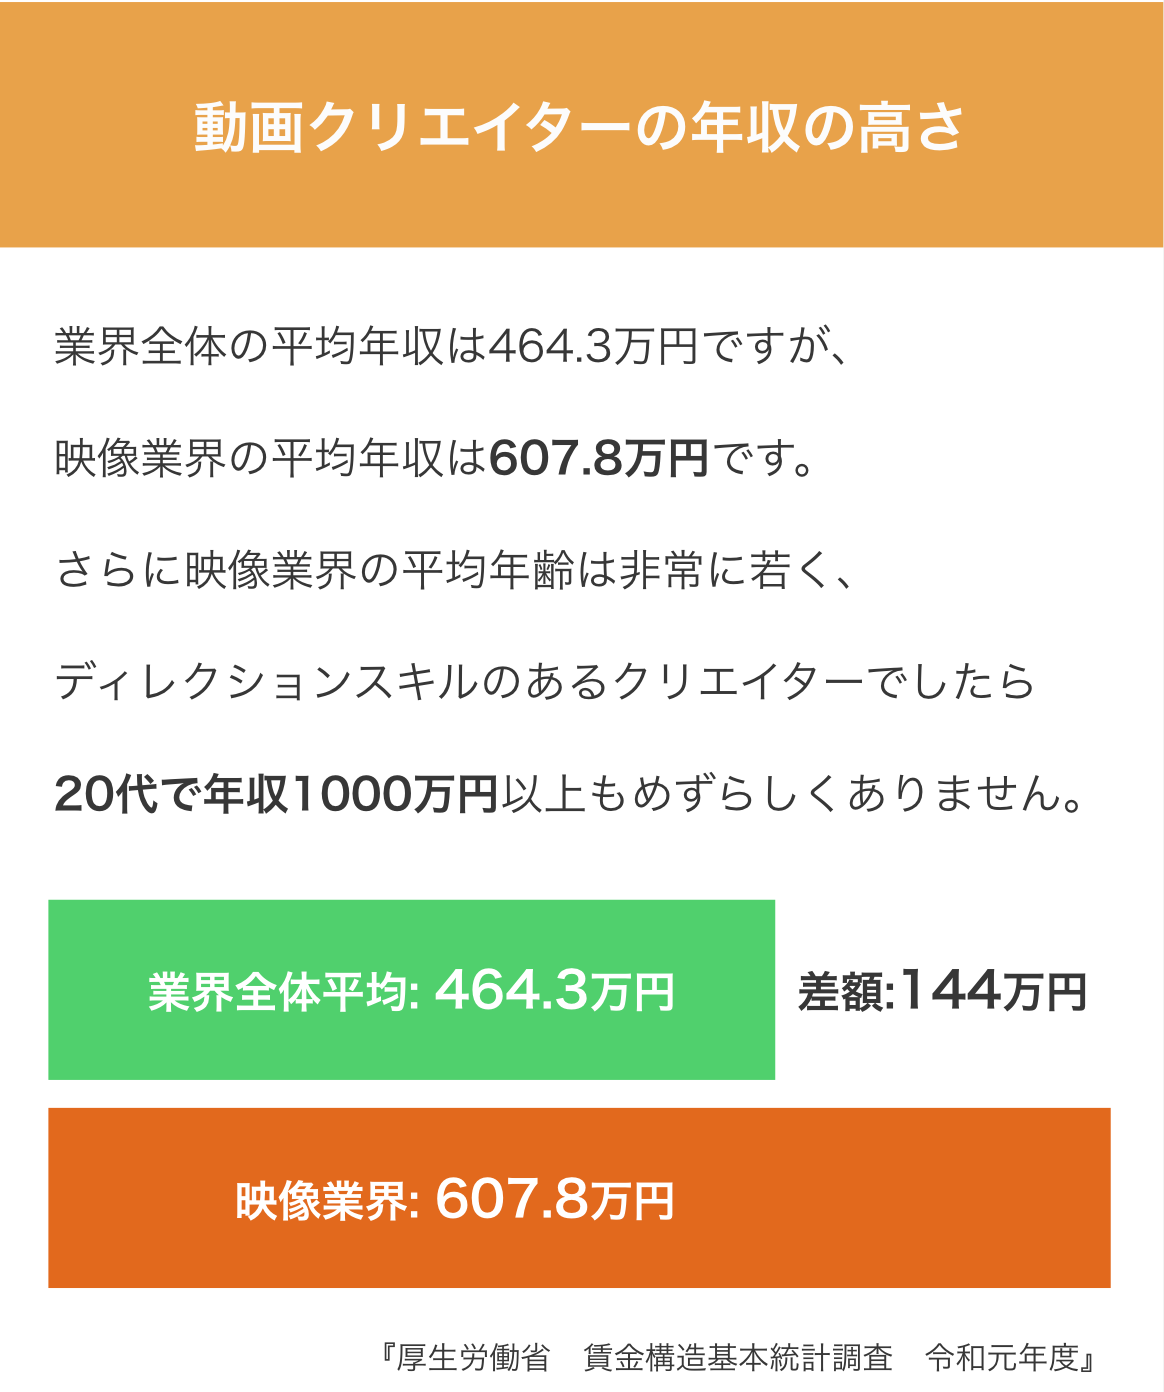 動画クリエイターの年収の高さ
業界全体の平均年収は464.3万円ですが、
映像業界の平均年収は607.8万円です。
さらに映像業界の平均年齢は非常に若く、
ディレクションスキルのあるクリエイターでしたら
20代で年収1000万円以上もめずらしくありません。
業界全体平均: 464.3万円
差額:144万円
映像業界: 607.8万円
『厚生労働省　賃金構造基本統計調査　令和元年度』